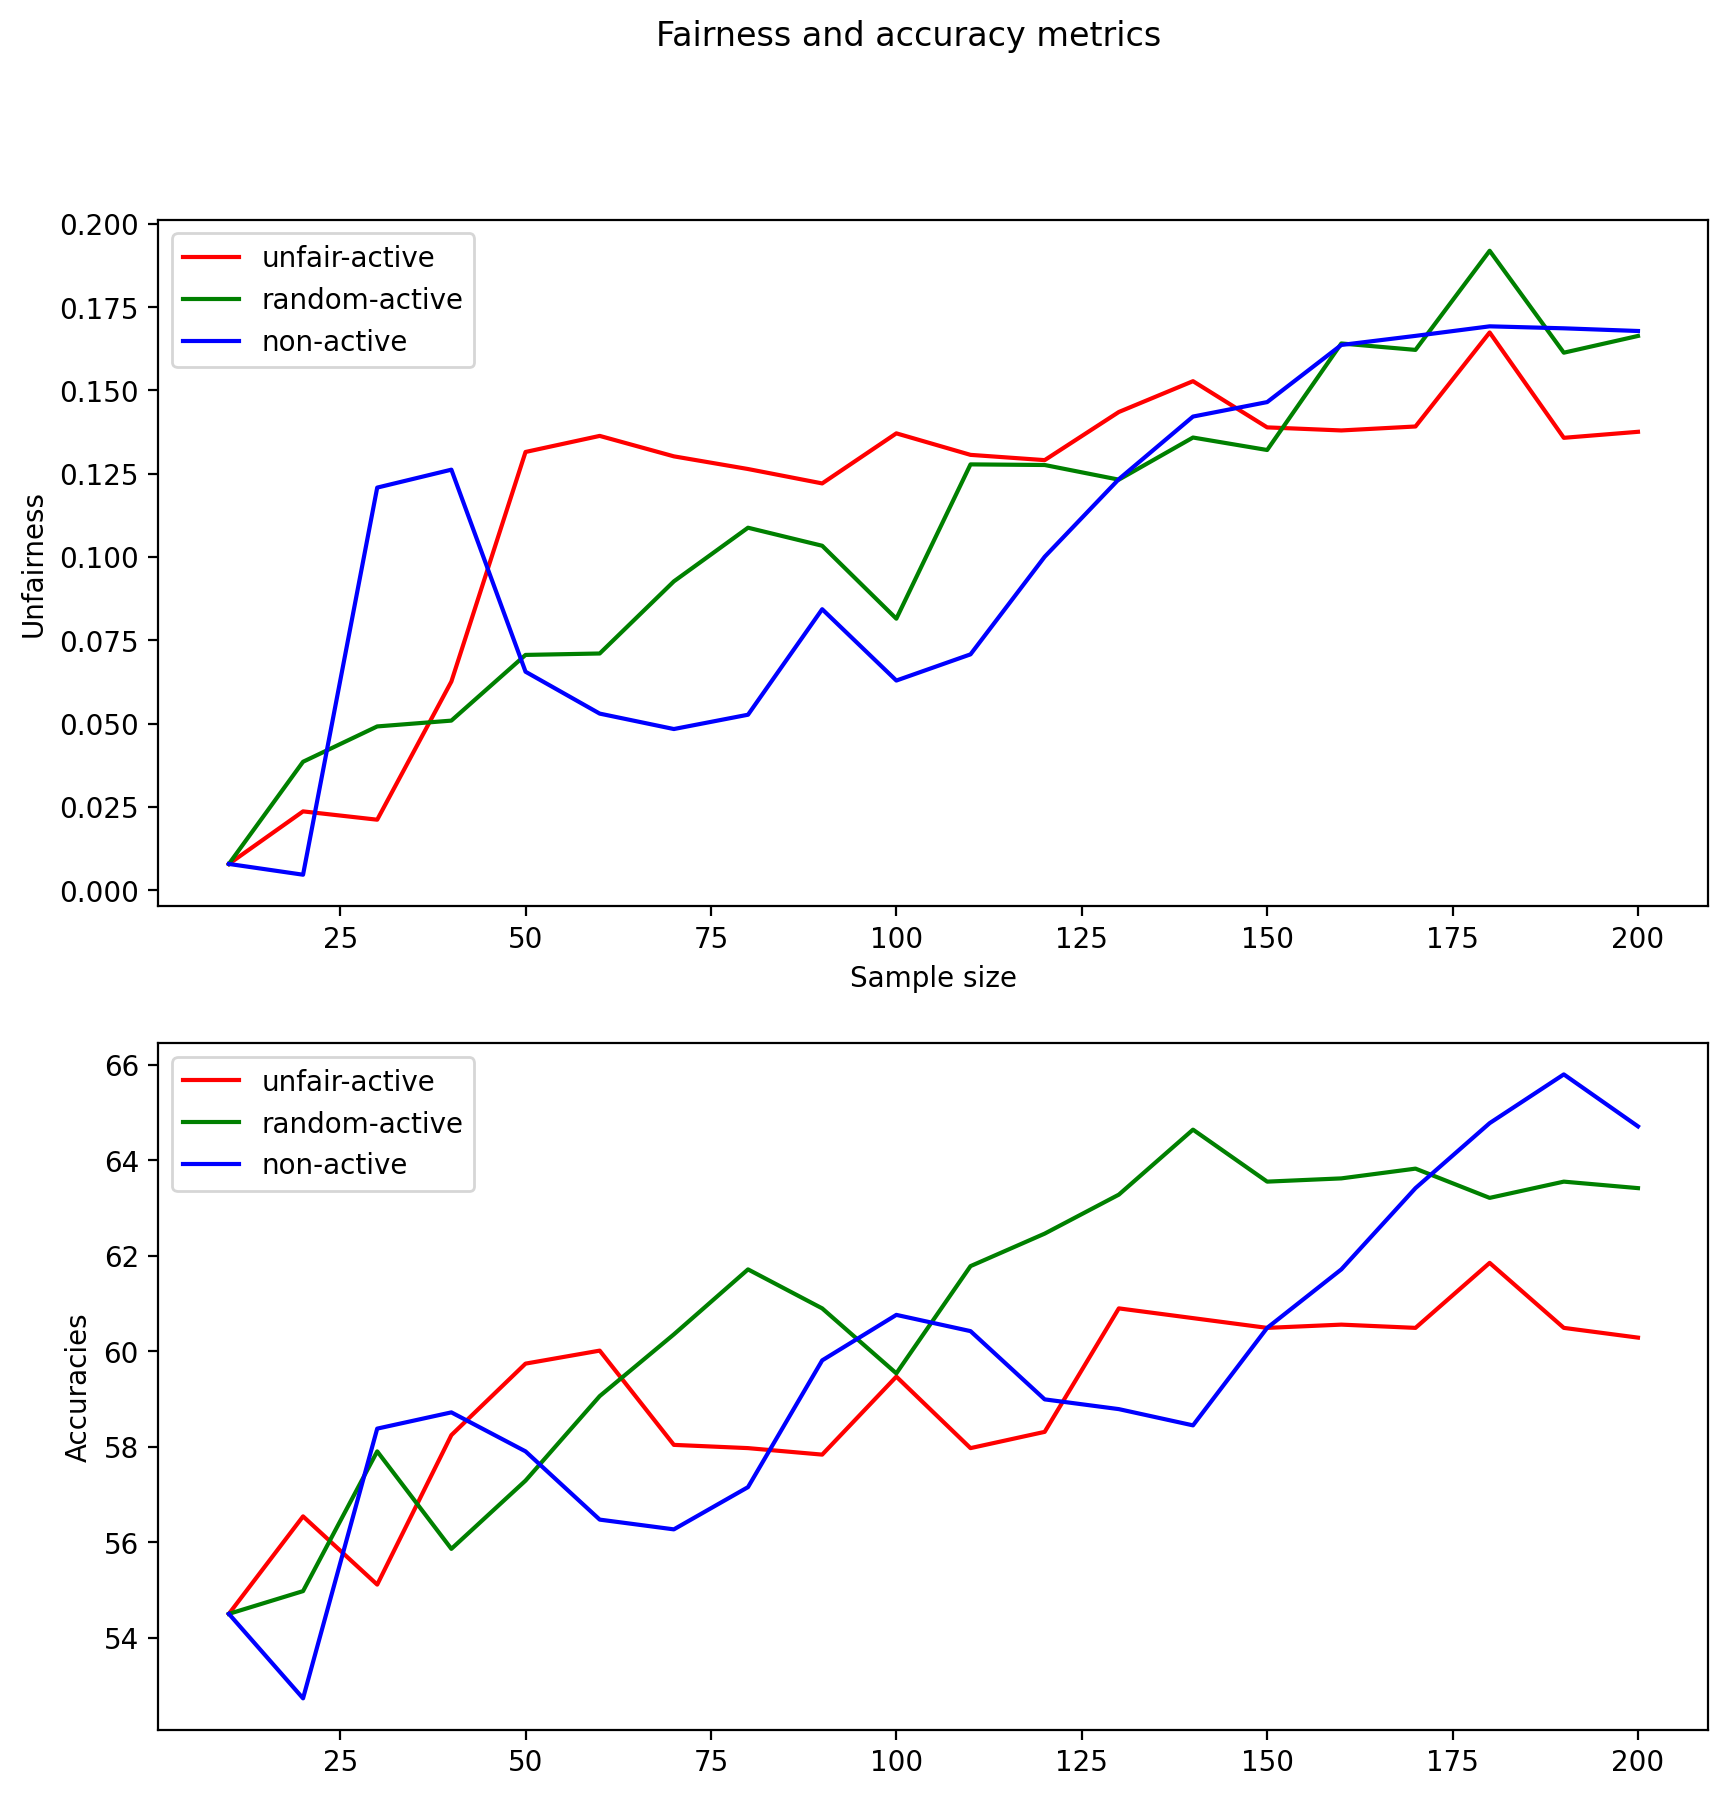 Fairness and accuracy metrics
0.200
0.175
0.150
0.125
0.100
0.075
0.050
0.025
0.000
Unfairness
unfair-active
random-active
non-active
25 50 75 100 125 150 175 200
Sample size
66
64
62
60
58
56
54
Accuracies
unfair-active
random-active
non-active
25 50 75 100 125 150 175 200